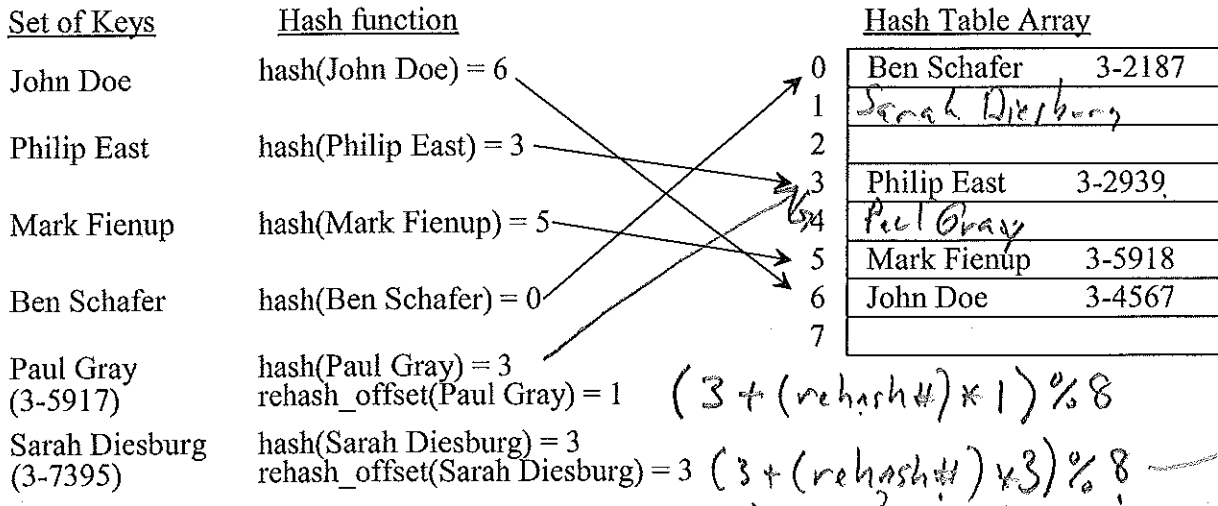 Set of Keys Hash function Hash Table Array
John Doe hash(John Doe) = 6 0 Ben Schafer 3-2187
1 Sarah Diesburg
Philip East hash(Philip East) = 3 2
3 Philip East 3-2939
Mark Fienup hash(Mark Fienup) = 5 4 Paul Gray
5 Mark Fienup 3-5918
Ben Schafer hash(Ben Schafer) = 0 6 John Doe 3-4567
7
Paul Gray hash(Paul Gray) = 3
(3-5917) rehash_offset(Paul Gray) = 1 (3 + (rehash#) * 1) % 8
Sarah Diesburg hash(Sarah Diesburg) = 3
(3-7395) rehash_offset(Sarah Diesburg) = 3 (3 + (rehash#) * 3) % 8